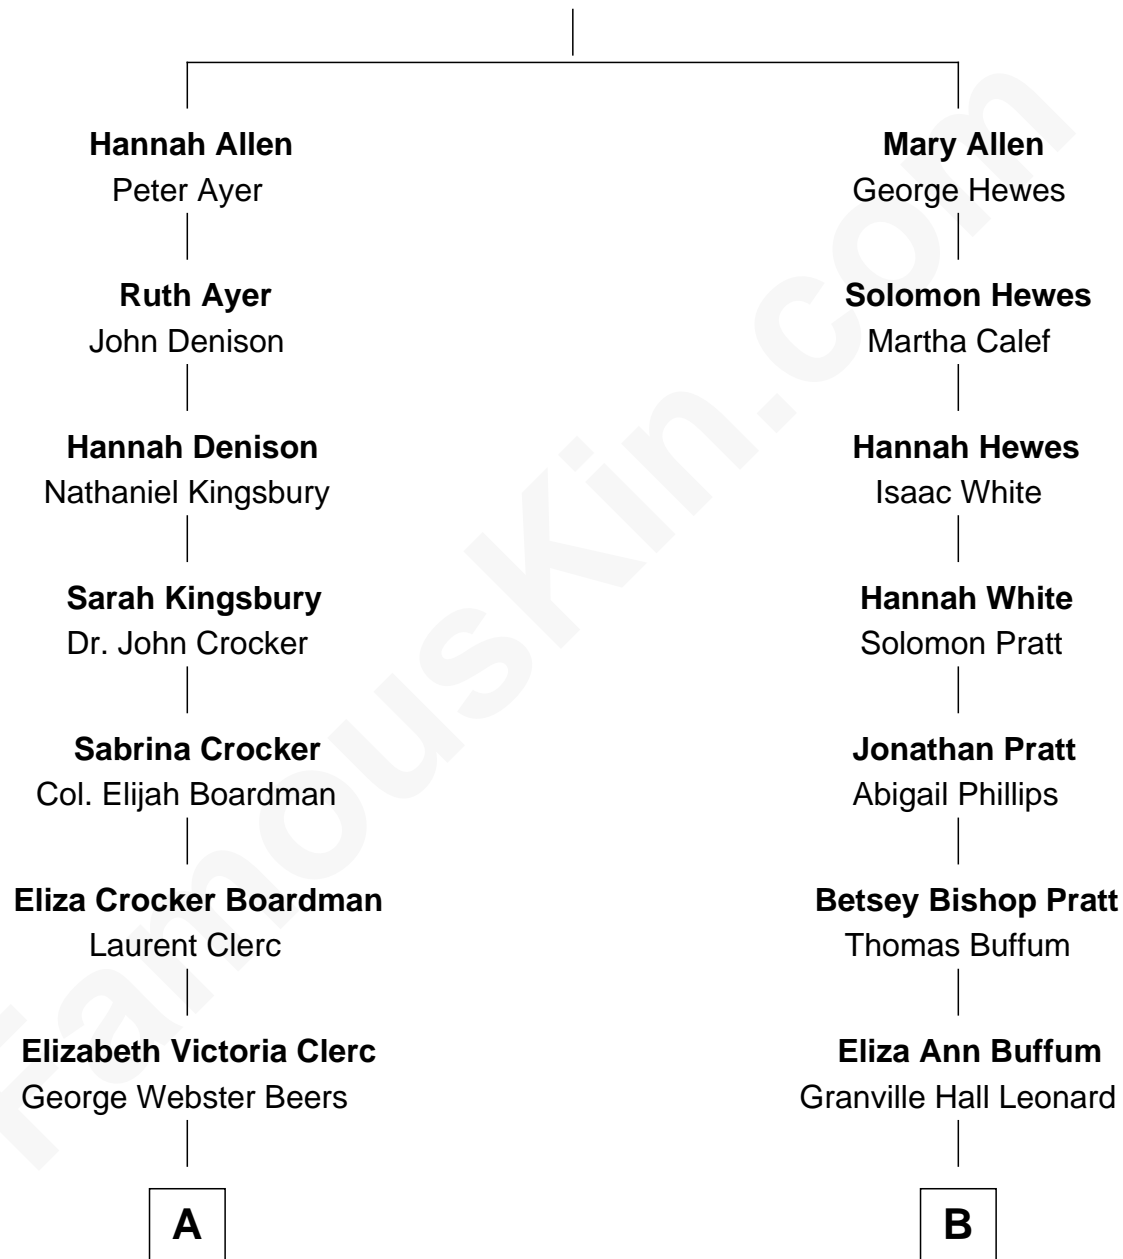 Hannah Allen
Peter Ayer
Ruth Ayer
John Denison
Hannah Denison
Nathaniel Kingsbury
Sarah Kingsbury
Dr. John Crocker
Sabrina Crocker
Col. Elijah Boardman
Eliza Crocker Boardman
Laurent Clerc
Elizabeth Victoria Clerc
George Webster Beers
A
Mary Allen
George Hewes
Solomon Hewes
Martha Calef
Hannah Hewes
Isaac White
Hannah White
Solomon Pratt
Jonathan Pratt
Abigail Phillips
Betsey Bishop Pratt
Thomas Buffum
Eliza Ann Buffum
Granville Hall Leonard
B
FamousKin.com